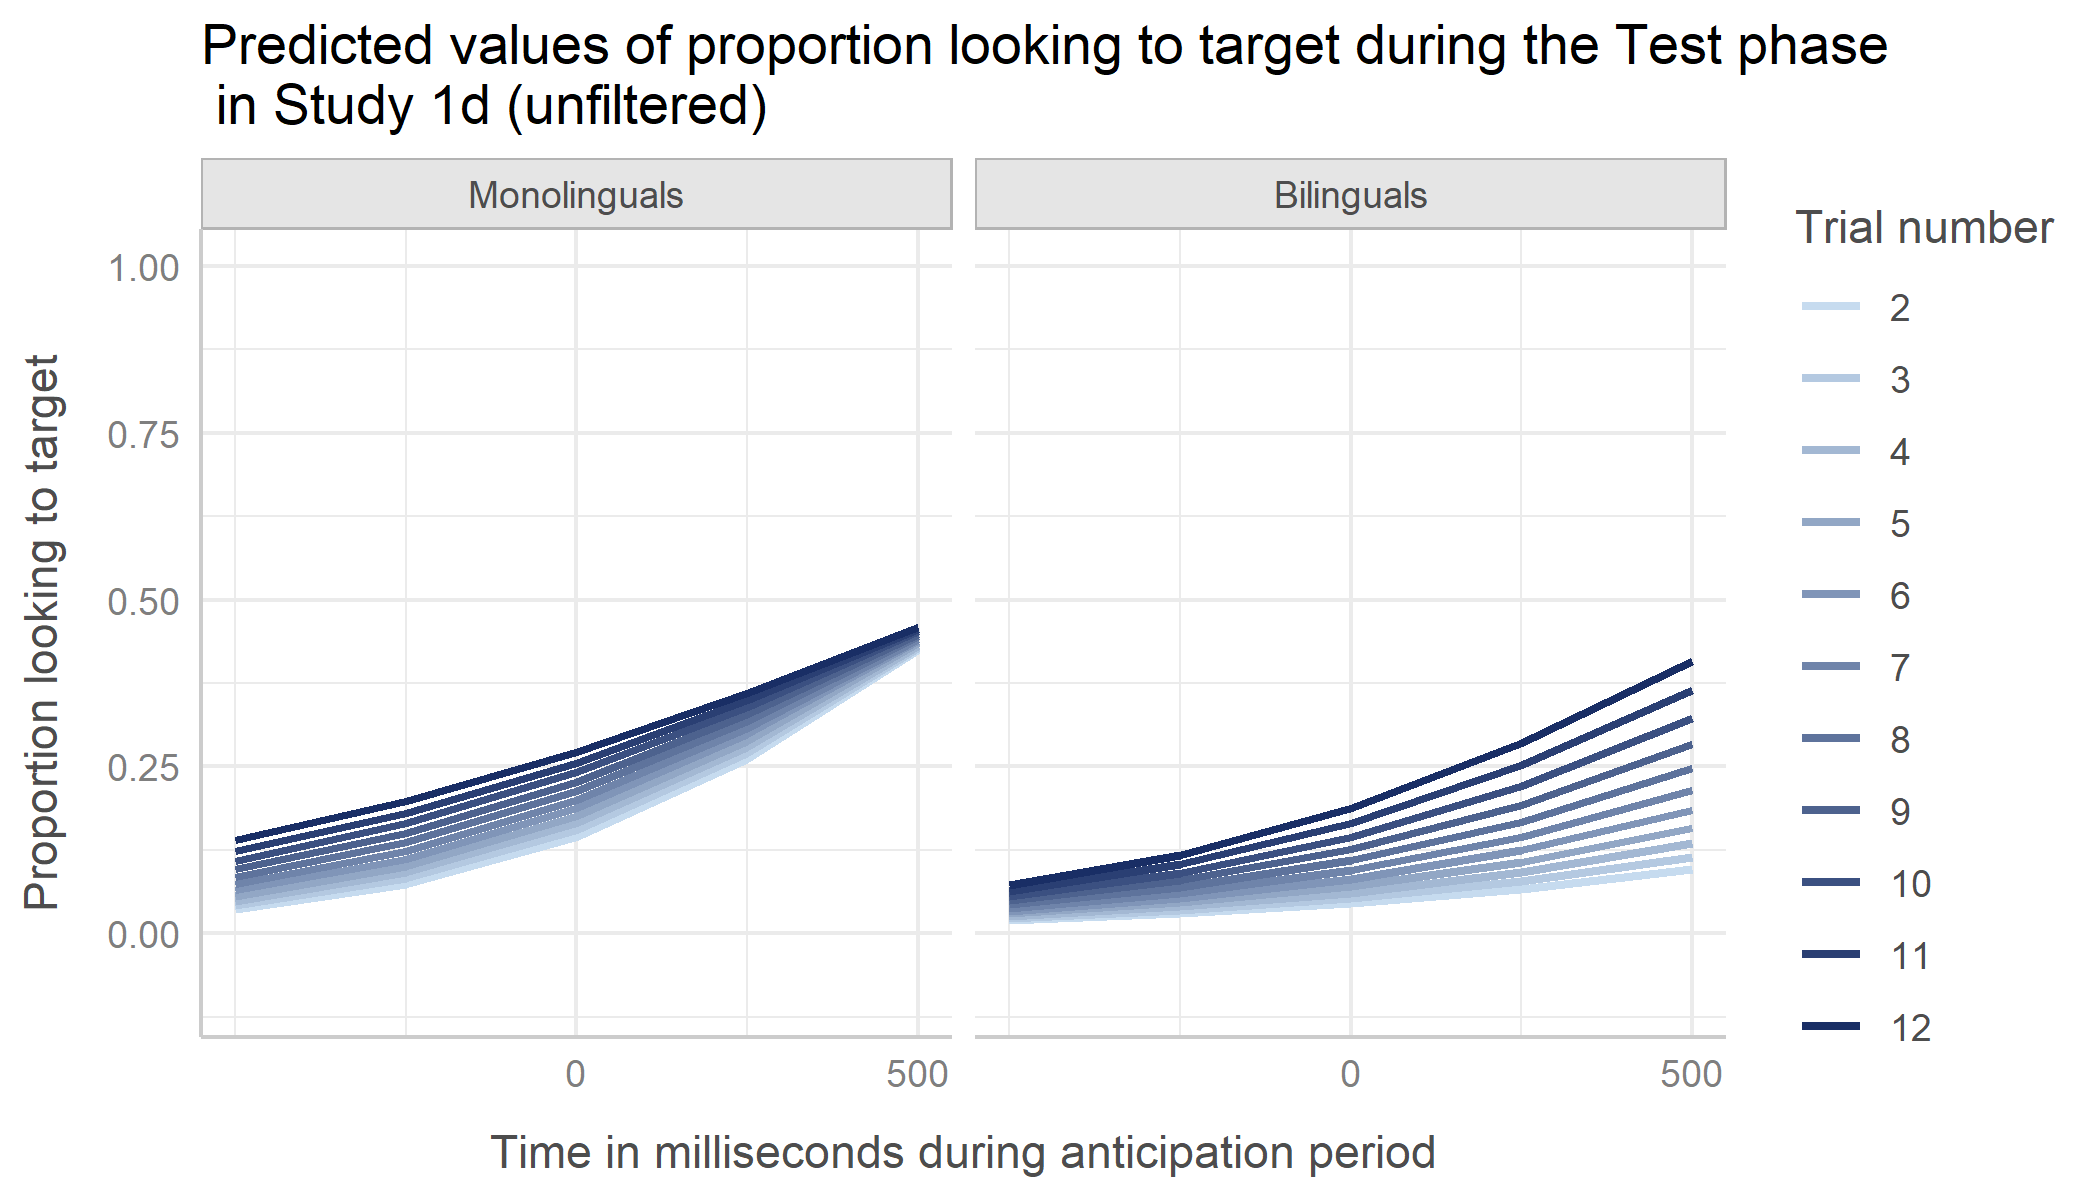 Predicted values of proportion looking to target during the Test phase
in Study 1d (unfiltered)
Monolinguals
Bilinguals
Proportion looking to target
1.00
0.75
0.50
0.25
0.00
0
500
0
500
Time in milliseconds during anticipation period
Trial number
2
3
4
5
6
7
8
9
10
11
12